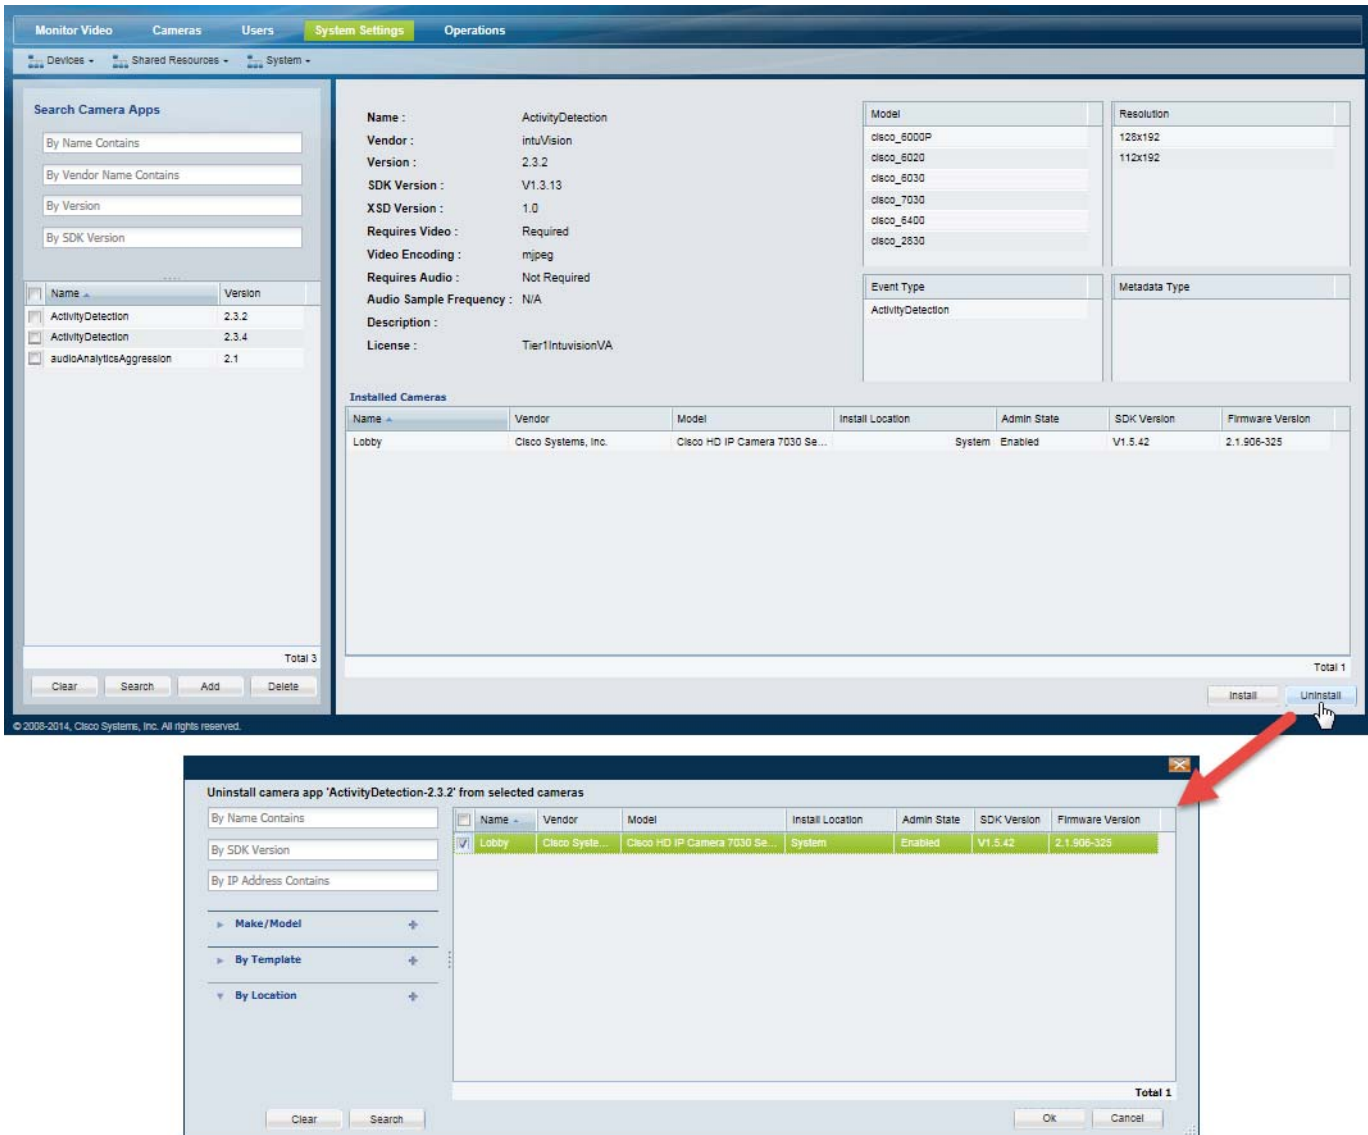 Monitor Video Cameras Users System Settings Operations
Devices Shared Resources System
Search Camera Apps
By Name Contains
By Vendor Name Contains
By Version
By SDK Version
Name Version
ActivityDetection 2.3.2
ActivityDetection 2.3.4
audioAnalyticsAggression 2.1
Total 3
Clear Search Add Delete
Name : ActivityDetection
Vendor : intuVision
Version : 2.3.2
SDK Version : V1.3.13
XSD Version : 1.0
Requires Video : Required
Video Encoding : mjpeg
Requires Audio : Not Required
Audio Sample Frequency : N/A
Description :
License : Tier1IntuvisionVA
Model
cisco_6000P
cisco_6020
cisco_6030
cisco_7030
cisco_6400
cisco_2830
Resolution
128x192
112x192
Event Type
ActivityDetection
Metadata Type
Installed Cameras
Name Vendor Model Install Location Admin State SDK Version Firmware Version
Lobby Cisco Systems, Inc. Cisco HD IP Camera 7030 Se... System Enabled V1.5.42 2.1.906-325
Total 1
Install Uninstall
© 2008-2014, Cisco Systems, Inc. All rights reserved.
Uninstall camera app 'ActivityDetection-2.3.2' from selected cameras
By Name Contains
By SDK Version
By IP Address Contains
Make/Model
By Template
By Location
Clear Search
Name Vendor Model Install Location Admin State SDK Version Firmware Version
Lobby Cisco Syste... Cisco HD IP Camera 7030 Se... System Enabled V1.5.42 2.1.906-325
Total 1
Ok Cancel